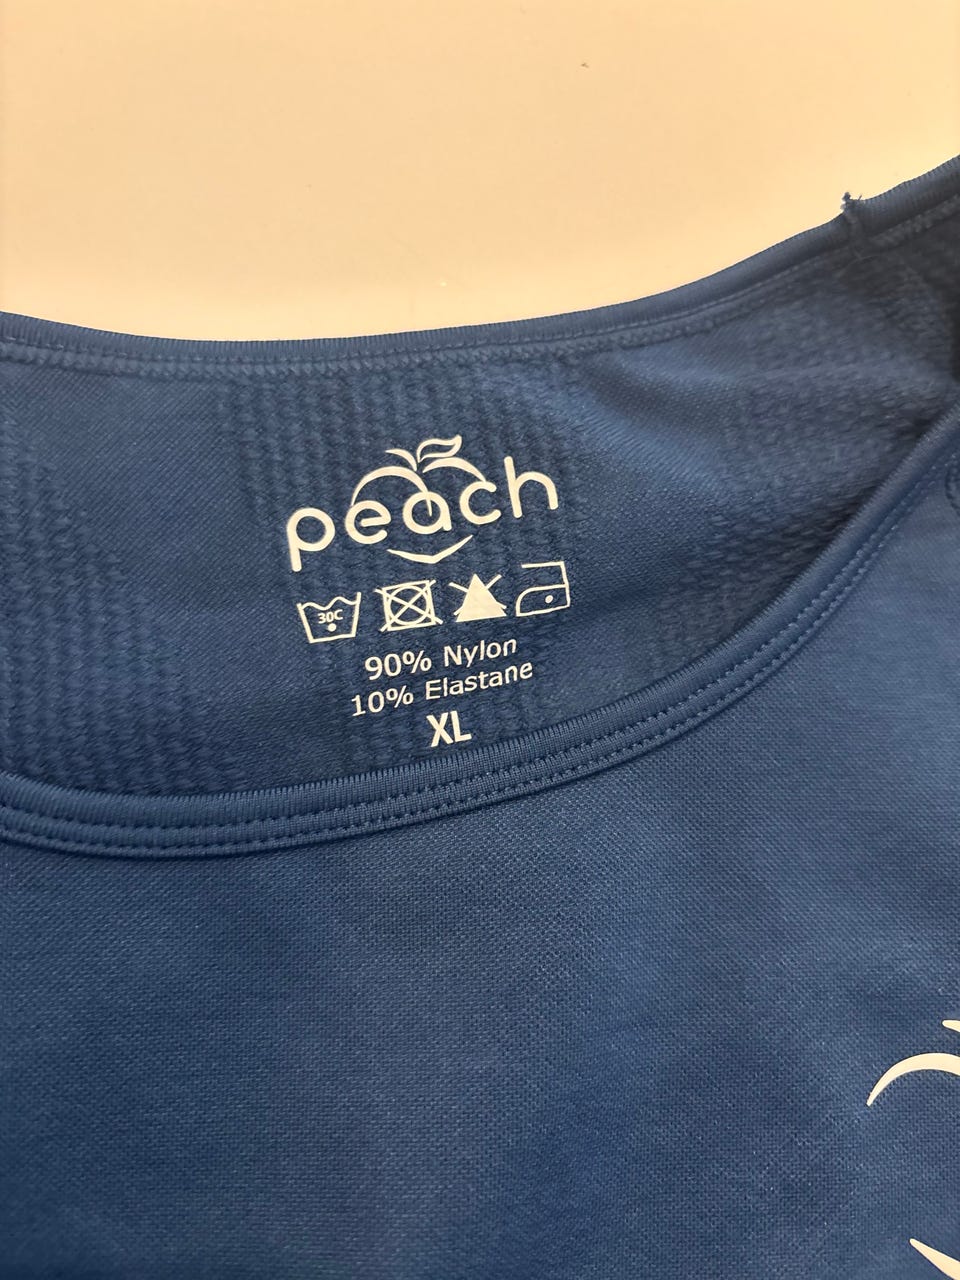 peach
30C
90% Nylon
10% Elastane
XL